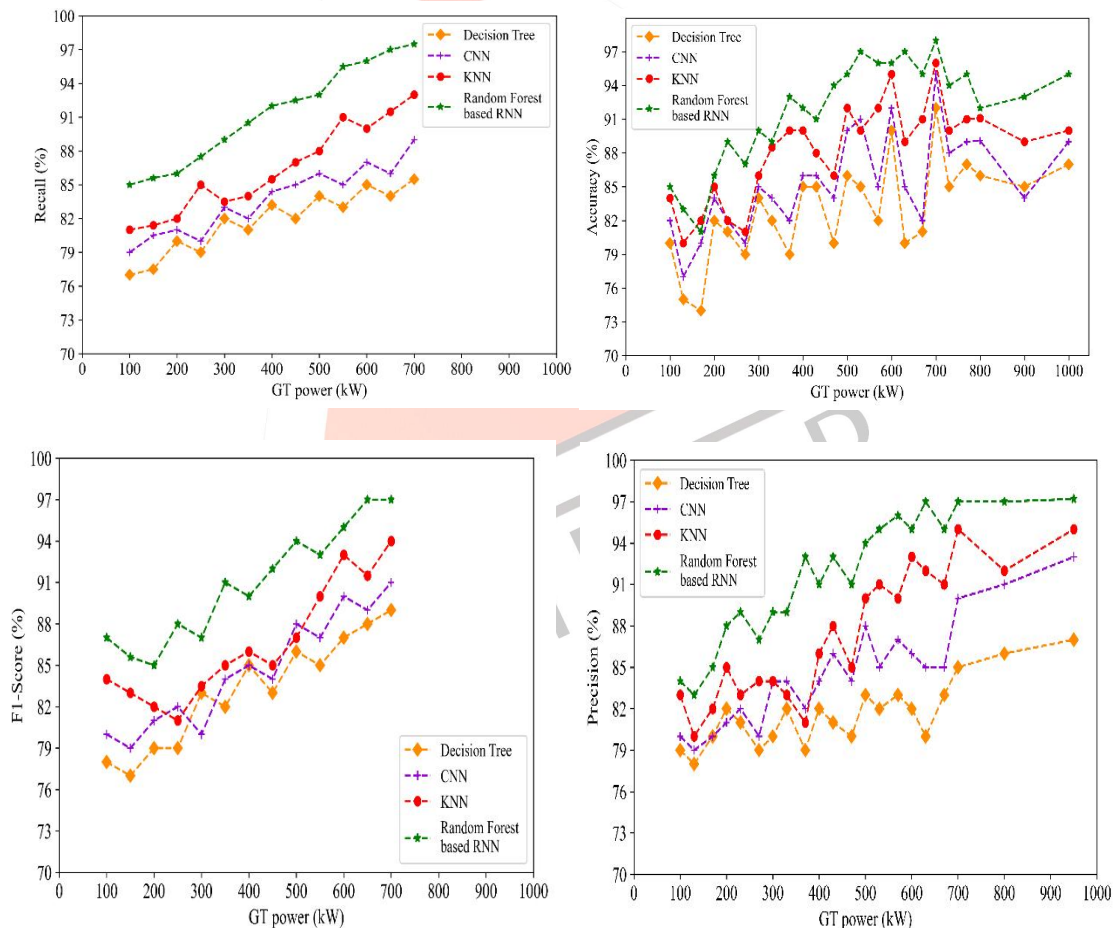 100
97
94
91
88
85
82
79
76
73
70
Recall (%)
Decision Tree
CNN
KNN
Random Forest
based RNN
0 100 200 300 400 500 600 700 800 900 1000
GT power (kW)
97
94
91
88
85
82
79
76
73
70
Accuracy (%)
Decision Tree
CNN
KNN
Random Forest
based RNN
0 100 200 300 400 500 600 700 800 900 1000
GT power (kW)
100
97
94
91
88
85
82
79
76
73
70
F1-Score (%)
Decision Tree
CNN
KNN
Random Forest
based RNN
0 100 200 300 400 500 600 700 800 900 1000
GT power (kW)
100
97
94
91
88
85
82
79
76
73
70
Precision (%)
Decision Tree
CNN
KNN
Random Forest
based RNN
0 100 200 300 400 500 600 700 800 900 1000
GT power (kW)